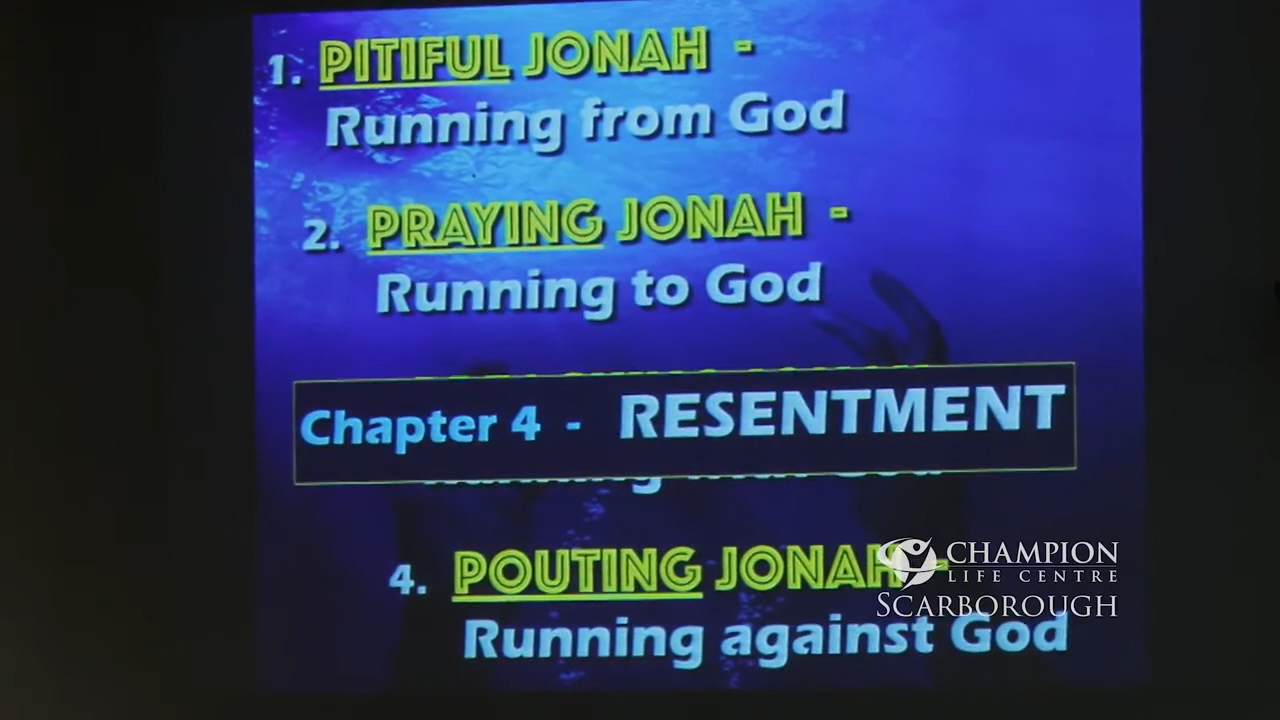 1. PITIFUL JONAH -
Running from God
2. PRAYING JONAH -
Running to God
Chapter 4 - RESENTMENT
4. POUTING JONAH -
Running against God
CHAMPION
LIFE CENTRE
SCARBOROUGH